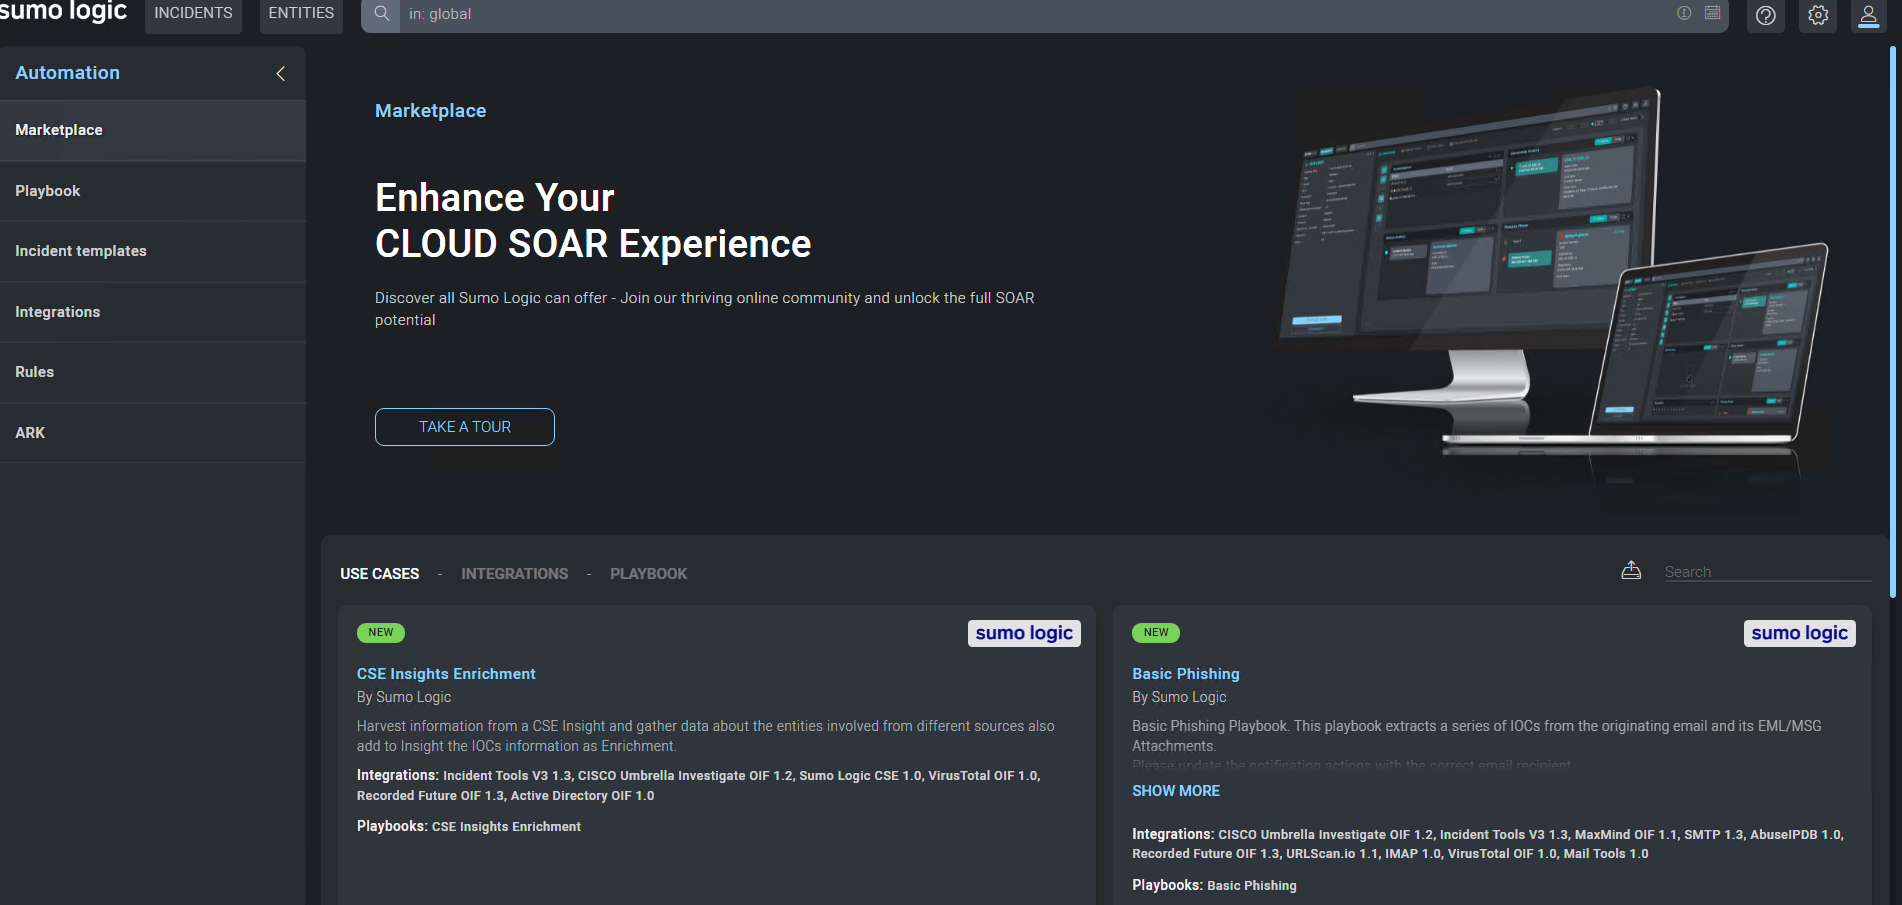 sumo logic
INCIDENTS
ENTITIES
in: global
Automation
Marketplace
Playbook
Incident templates
Integrations
Rules
ARK
Marketplace
Enhance Your
CLOUD SOAR Experience
Discover all Sumo Logic can offer - Join our thriving online community and unlock the full SOAR
potential
TAKE A TOUR
USE CASES - INTEGRATIONS - PLAYBOOK
Search
NEW
sumo logic
CSE Insights Enrichment
By Sumo Logic
Harvest information from a CSE Insight and gather data about the entities involved from different sources also
add to Insight the IOCs information as Enrichment.
Integrations: Incident Tools V3 1.3, CISCO Umbrella Investigate OIF 1.2, Sumo Logic CSE 1.0, VirusTotal OIF 1.0,
Recorded Future OIF 1.3, Active Directory OIF 1.0
Playbooks: CSE Insights Enrichment
NEW
sumo logic
Basic Phishing
By Sumo Logic
Basic Phishing Playbook. This playbook extracts a series of IOCs from the originating email and its EML/MSG
Attachments.
Please update the notification actions with the correct email recipient
SHOW MORE
Integrations: CISCO Umbrella Investigate OIF 1.2, Incident Tools V3 1.3, MaxMind OIF 1.1, SMTP 1.3, AbuseIPDB 1.0,
Recorded Future OIF 1.3, URLScan.io 1.1, IMAP 1.0, VirusTotal OIF 1.0, Mail Tools 1.0
Playbooks: Basic Phishing